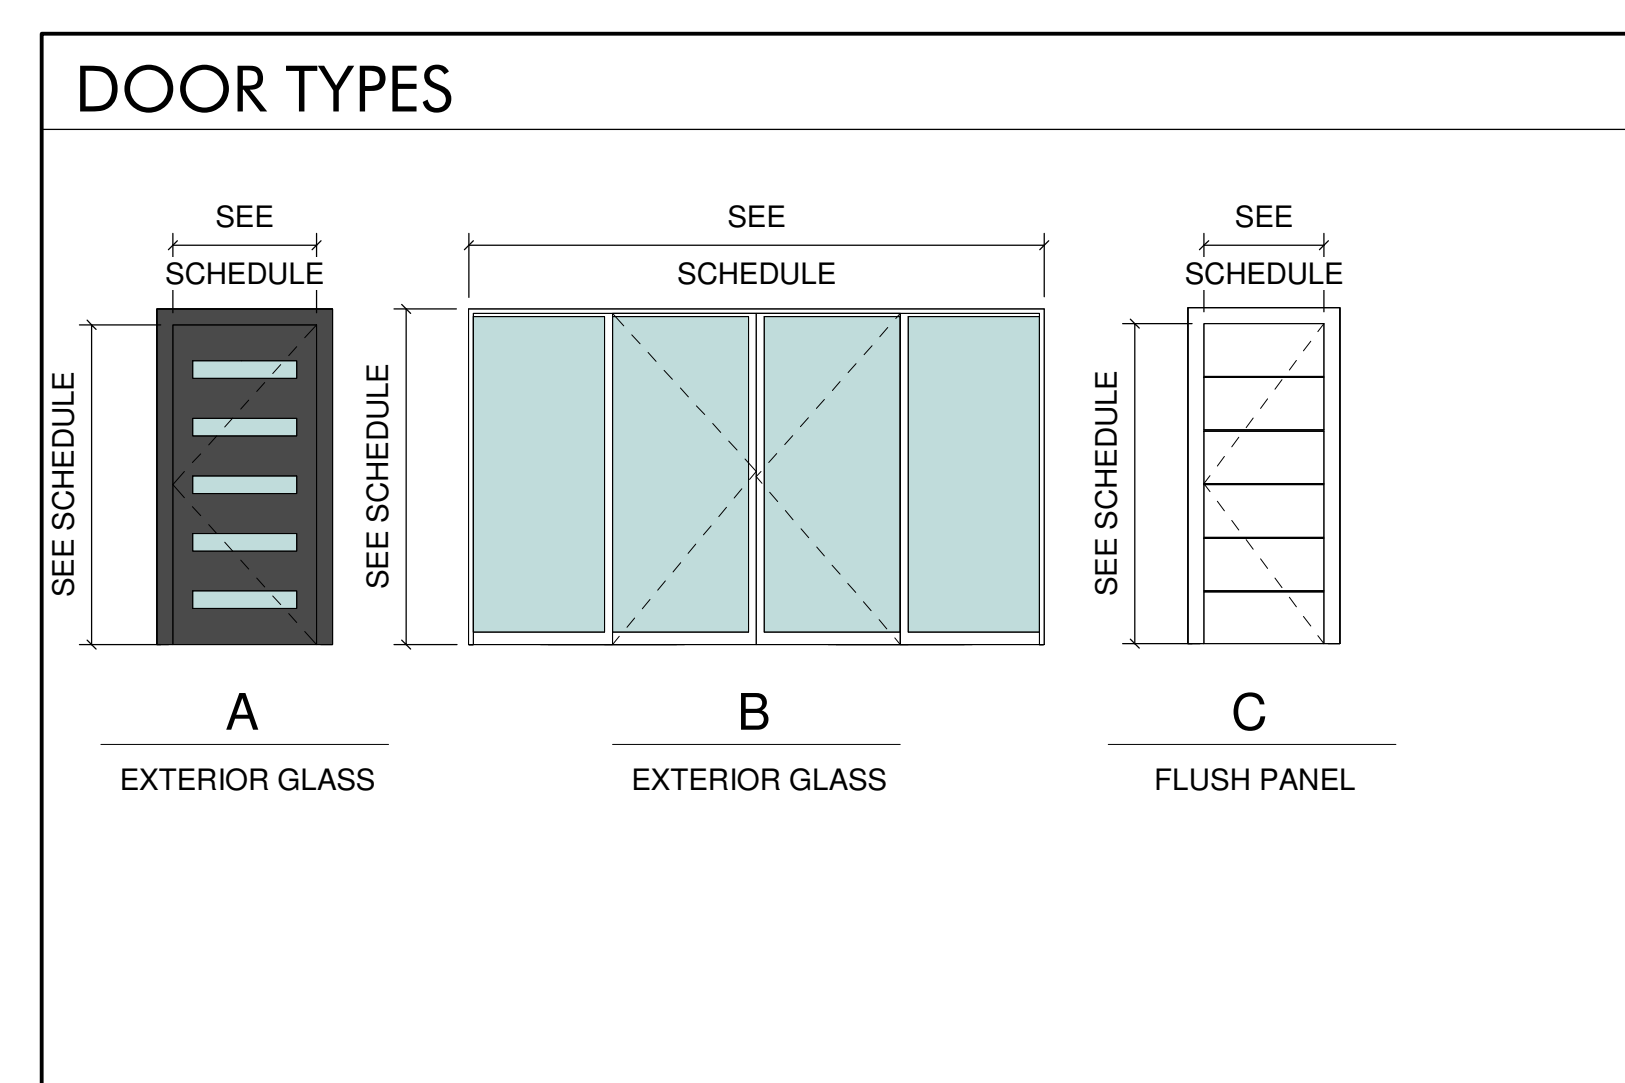 DOOR TYPES
SEE
SCHEDULE
SEE SCHEDULE
A
EXTERIOR GLASS
SEE
SCHEDULE
SEE SCHEDULE
B
EXTERIOR GLASS
SEE
SCHEDULE
SEE SCHEDULE
C
FLUSH PANEL